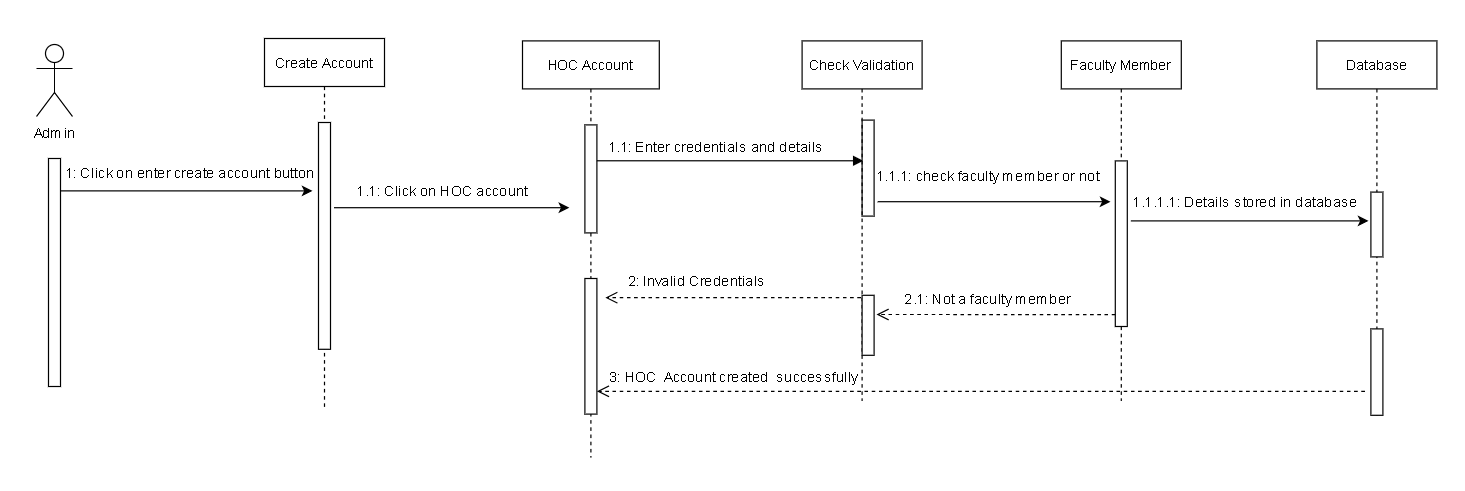 Create Account
HOC Account
Check Validation
Faculty Member
Database
Admin
1.1: Enter credentials and details
1: Click on enter create account button
1.1.1: check faculty member or not
1.1: Click on HOC account
1.1.1.1: Details stored in database
2: Invalid Credentials
2.1: Not a faculty member
3: HOC Account created successfully